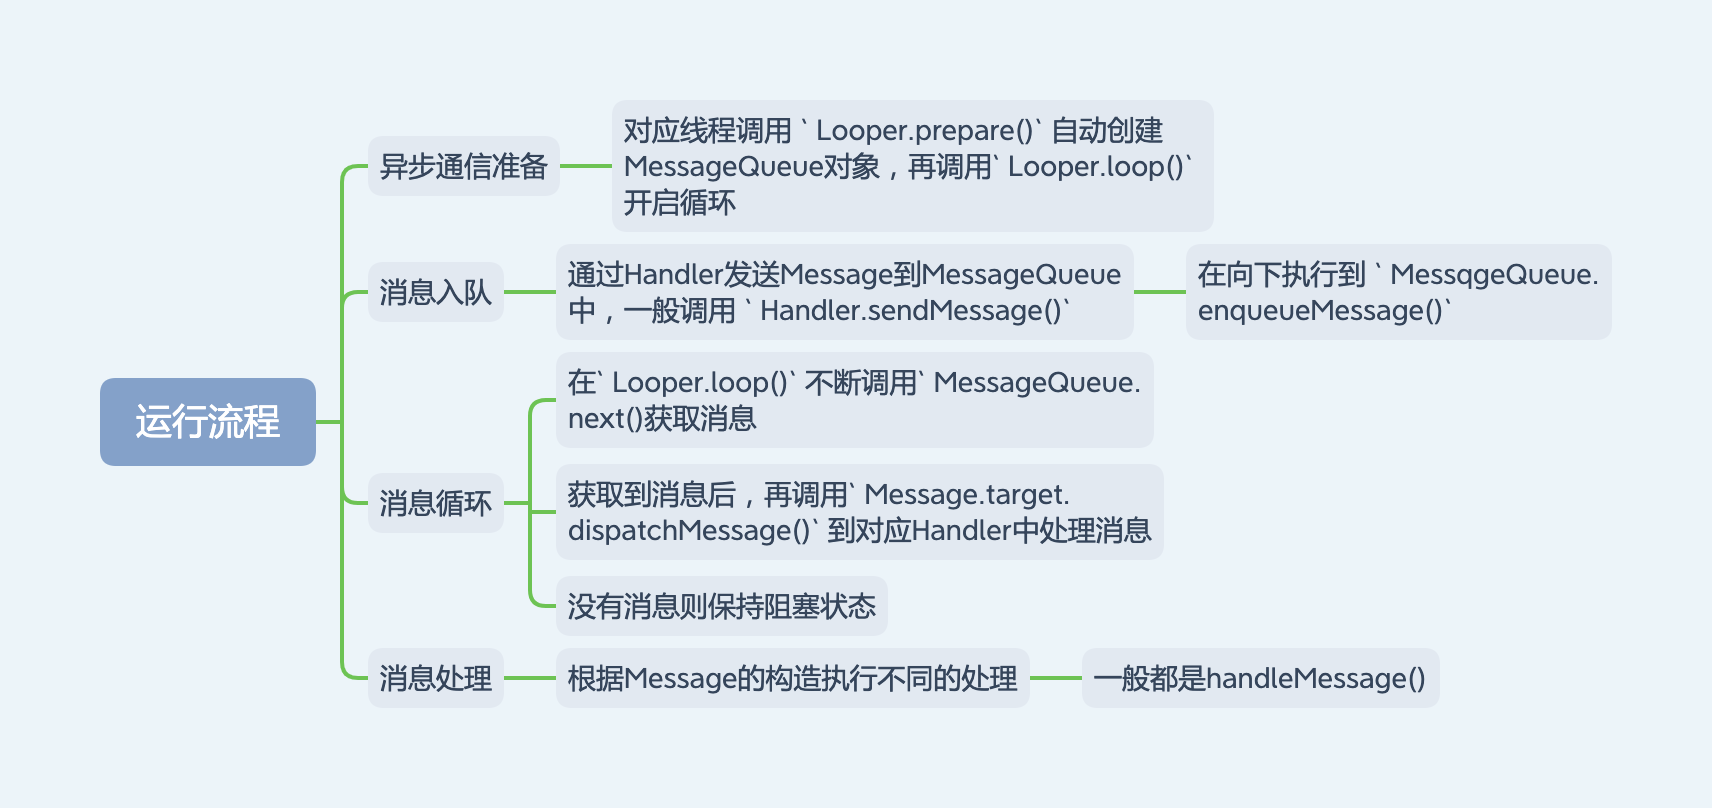 运行流程
异步通信准备
对应线程调用 ` Looper.prepare()` 自动创建
MessageQueue对象，再调用` Looper.loop()`
开启循环
消息入队
通过Handler发送Message到MessageQueue
中，一般调用 ` Handler.sendMessage()`
在向下执行到 ` MessqgeQueue.
enqueueMessage()`
消息循环
在` Looper.loop()` 不断调用` MessageQueue.
next()获取消息
获取到消息后，再调用` Message.target.
dispatchMessage()` 到对应Handler中处理消息
没有消息则保持阻塞状态
消息处理
根据Message的构造执行不同的处理
一般都是handleMessage()